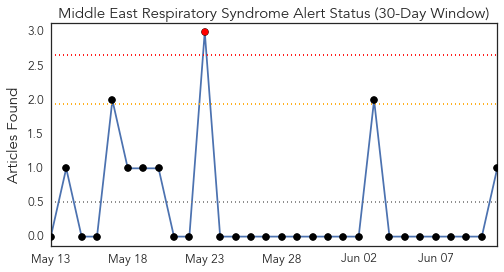 Middle East Respiratory Syndrome Alert Status (30-Day Window)
Articles Found
3.0
2.5
2.0
1.5
1.0
0.5
0.0
May 13 May 18 May 23 May 28 Jun 02 Jun 07